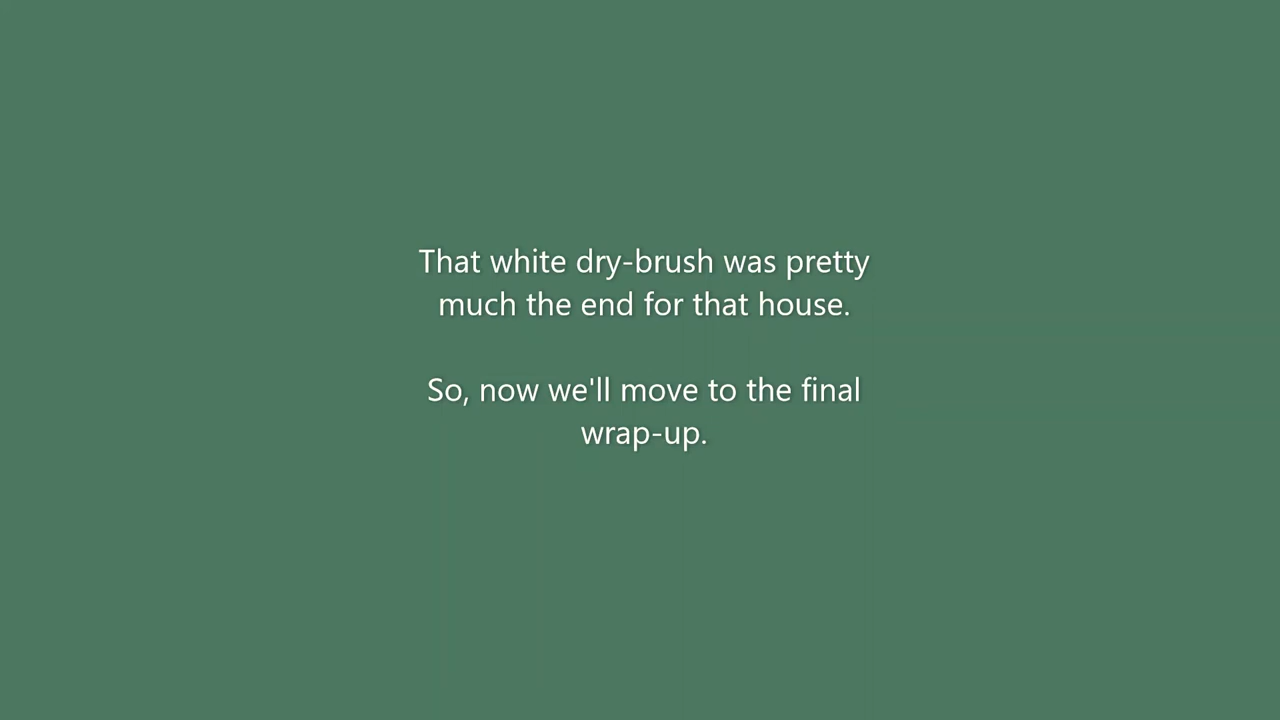 That white dry-brush was pretty
much the end for that house.
So, now we'll move to the final
wrap-up.